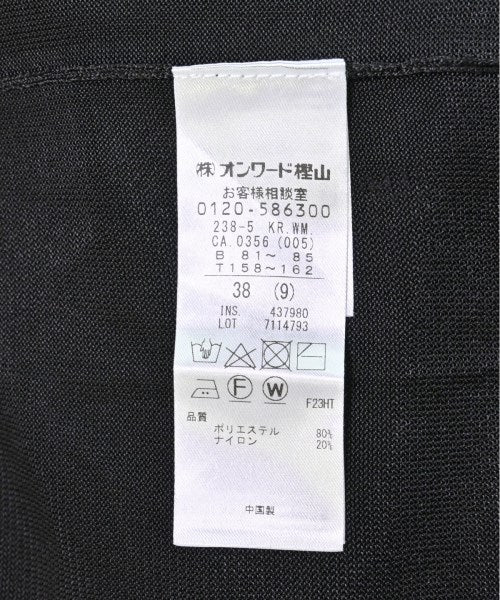 ㈱オンワード樫山
お客様相談室
0120-586300
238-5 KR.WM.
CA.0356 (005)
B 81～ 85
T158～162
38 (9)
INS. 437980
LOT 7114793
F W
F23HT
品質
ポリエステル 80%
ナイロン 20%
中国製